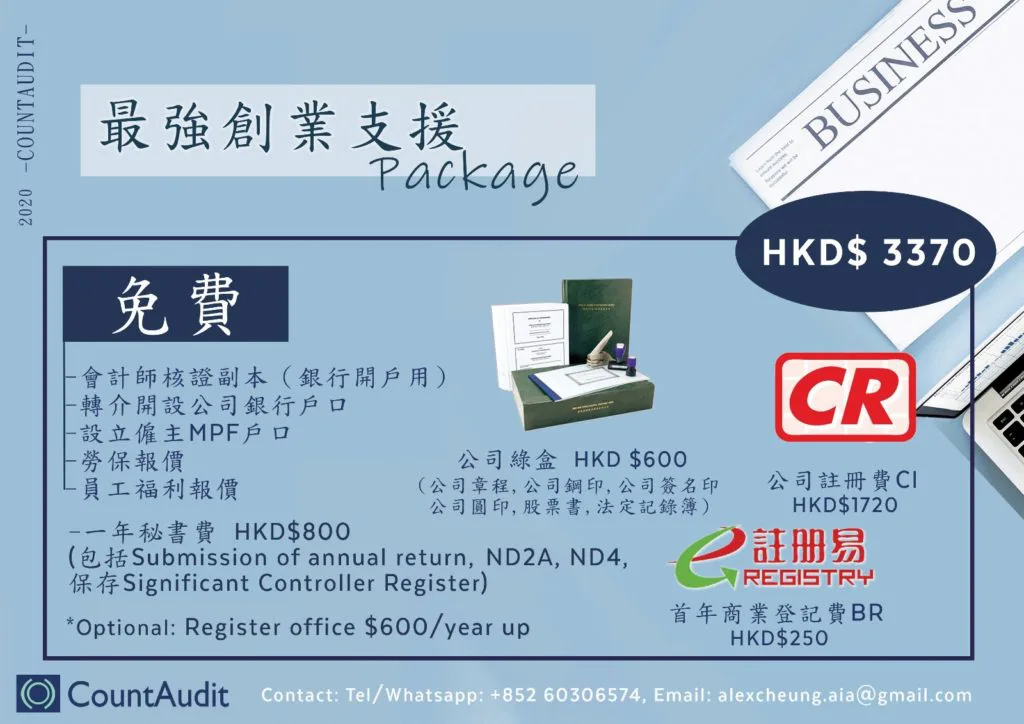 2020 -COUNTAUDIT-
BUSINESS
最強創業支援
Package
HKD$ 3370
免費
-會計師核證副本（銀行開戶用）
-轉介開設公司銀行戶口
-設立僱主MPF戶口
-勞保報價
-員工福利報價
-一年秘書費 HKD$800
(包括Submission of annual return, ND2A, ND4,
保存Significant Controller Register)
*Optional: Register office $600/year up
公司綠盒 HKD $600
（公司章程, 公司鋼印, 公司簽名印
公司圓印, 股票書, 法定記錄簿）
CR
公司註冊費CI
HKD$1720
e註冊易
REGISTRY
首年商業登記費BR
HKD$250
CountAudit
Contact: Tel/Whatsapp: +852 60306574, Email: alexcheung.aia@gmail.com